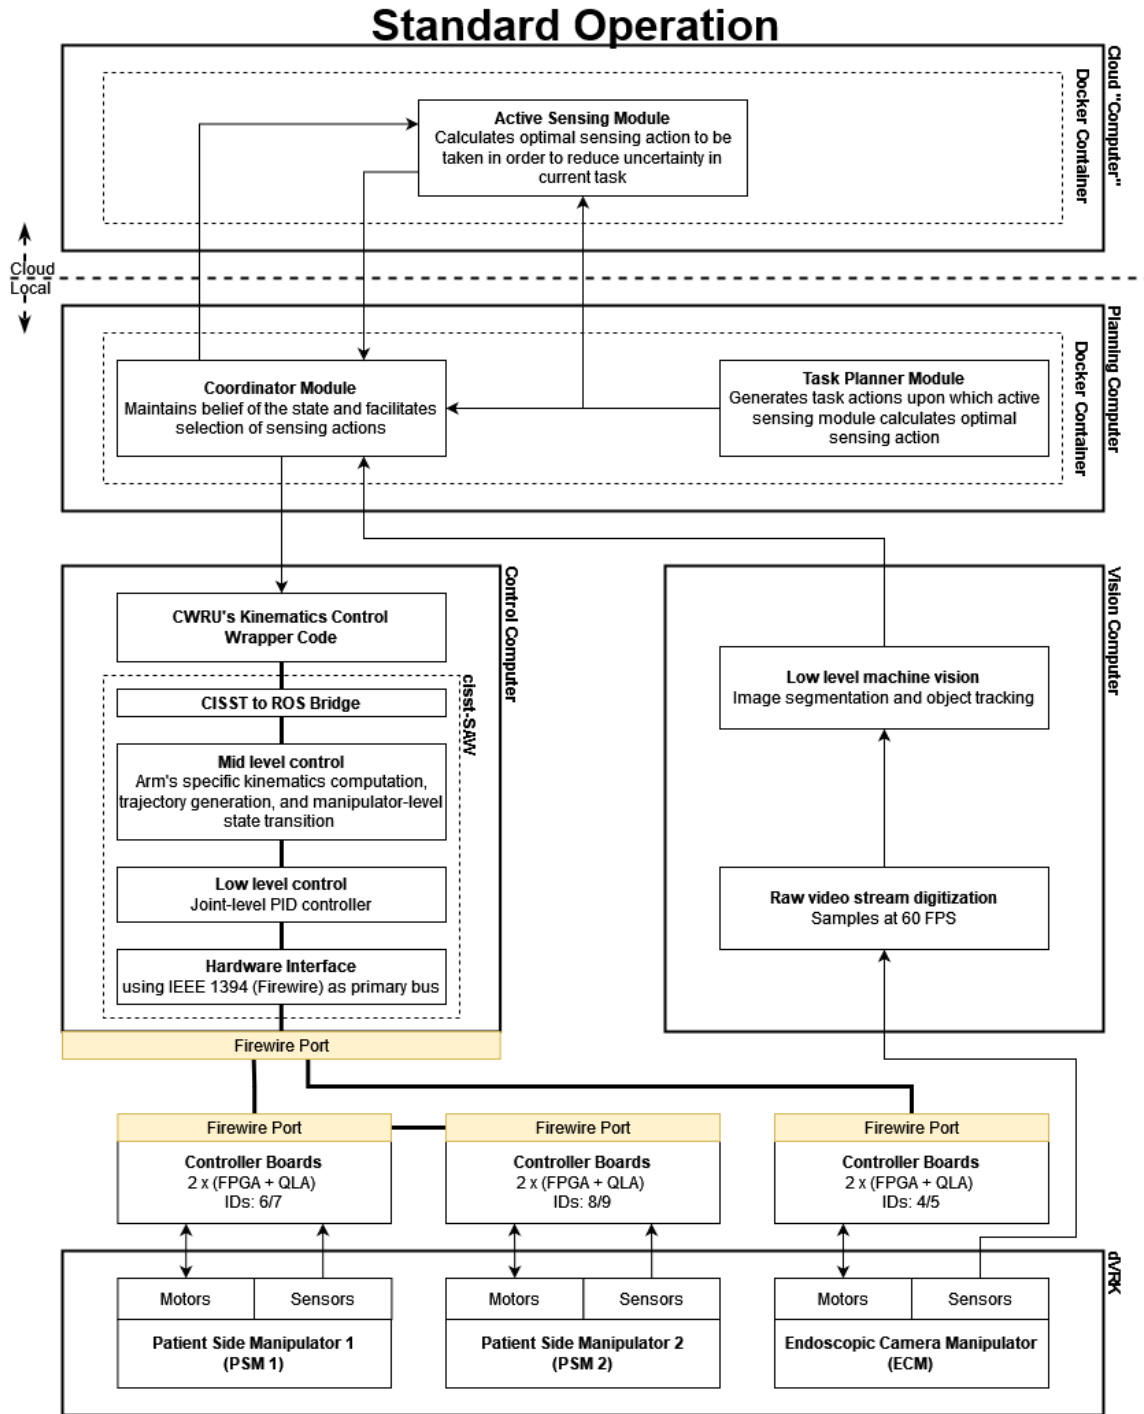 Standard Operation
Cloud "Computer"
Docker Container
Active Sensing Module
Calculates optimal sensing action to be
taken in order to reduce uncertainty in
current task
Cloud
Local
Planning Computer
Docker Container
Coordinator Module
Maintains belief of the state and facilitates
selection of sensing actions
Task Planner Module
Generates task actions upon which active
sensing module calculates optimal
sensing action
Control Computer
CWRU's Kinematics Control
Wrapper Code
cisst-SAW
CISST to ROS Bridge
Mid level control
Arm's specific kinematics computation,
trajectory generation, and manipulator-level
state transition
Low level control
Joint-level PID controller
Hardware Interface
using IEEE 1394 (Firewire) as primary bus
Firewire Port
Vision Computer
Low level machine vision
Image segmentation and object tracking
Raw video stream digitization
Samples at 60 FPS
Firewire Port
Controller Boards
2 x (FPGA + QLA)
IDs: 6/7
Firewire Port
Controller Boards
2 x (FPGA + QLA)
IDs: 8/9
Firewire Port
Controller Boards
2 x (FPGA + QLA)
IDs: 4/5
dVRK
Motors
Sensors
Patient Side Manipulator 1
(PSM 1)
Motors
Sensors
Patient Side Manipulator 2
(PSM 2)
Motors
Sensors
Endoscopic Camera Manipulator
(ECM)